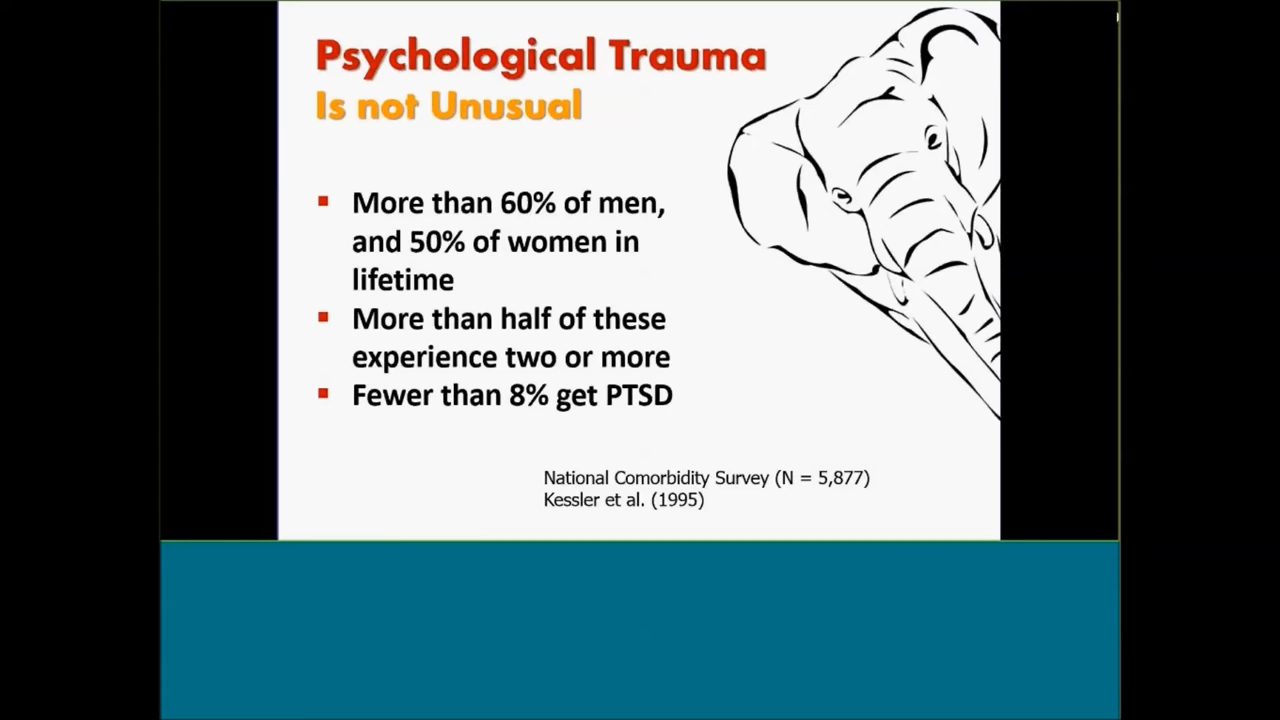 Psychological Trauma
Is not Unusual
▪ More than 60% of men,
and 50% of women in
lifetime
▪ More than half of these
experience two or more
▪ Fewer than 8% get PTSD
National Comorbidity Survey (N = 5,877)
Kessler et al. (1995)